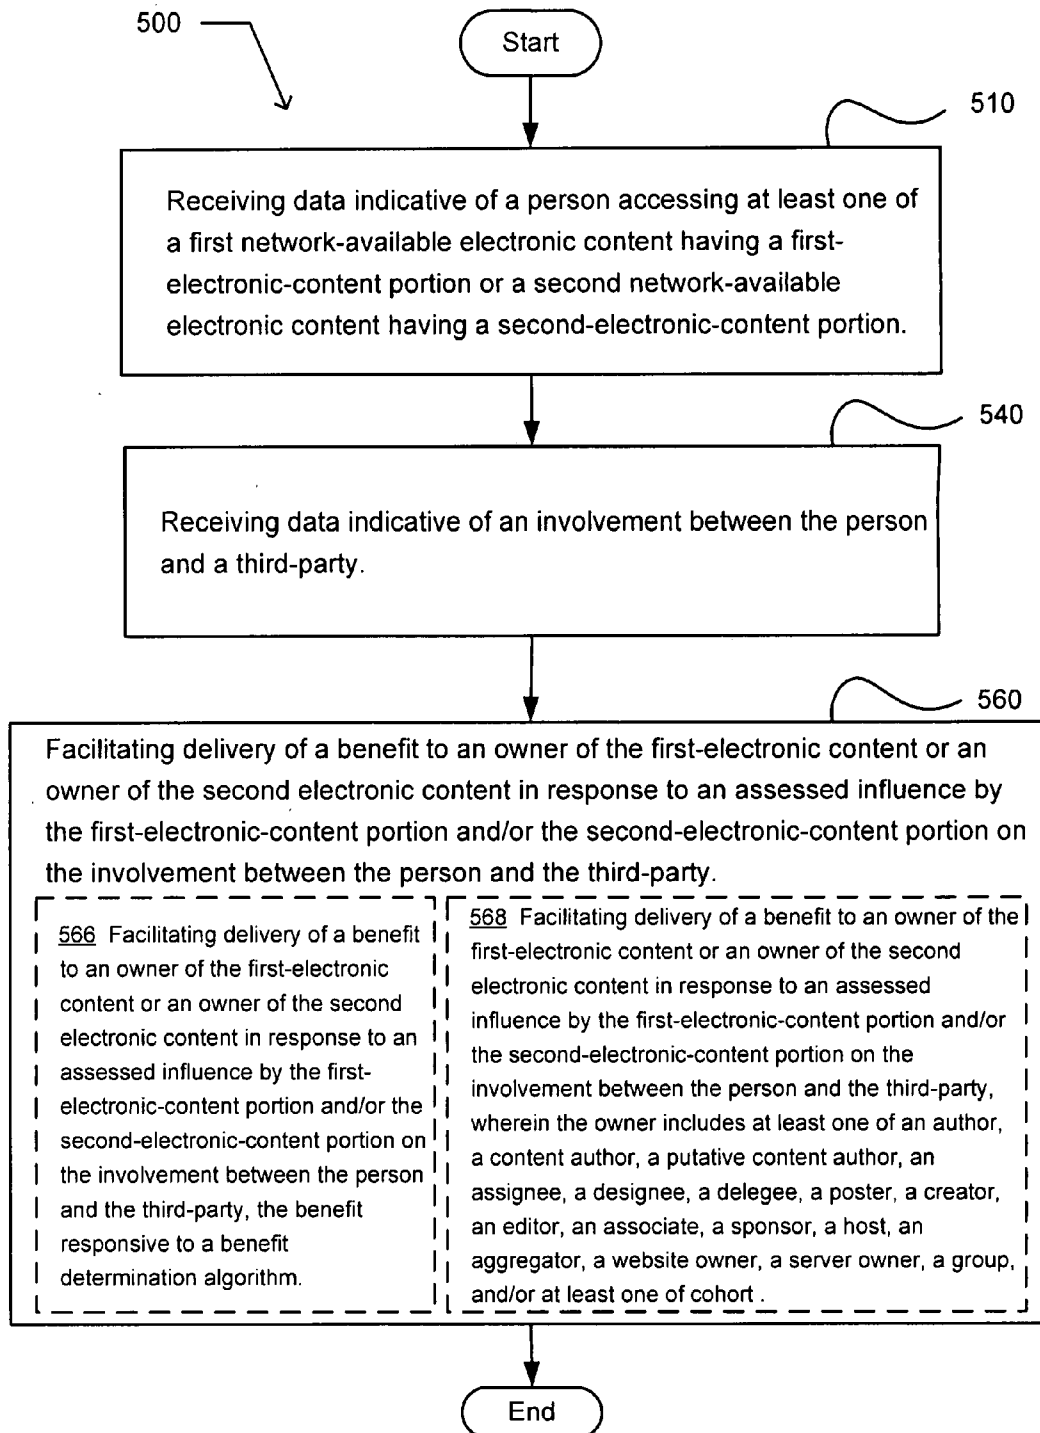 500
Start
510
Receiving data indicative of a person accessing at least one of
a first network-available electronic content having a first-
electronic-content portion or a second network-available
electronic content having a second-electronic-content portion.
540
Receiving data indicative of an involvement between the person
and a third-party.
560
Facilitating delivery of a benefit to an owner of the first-electronic content or an
owner of the second electronic content in response to an assessed influence by
the first-electronic-content portion and/or the second-electronic-content portion on
the involvement between the person and the third-party.
566 Facilitating delivery of a benefit
to an owner of the first-electronic
content or an owner of the second
electronic content in response to an
assessed influence by the first-
electronic-content portion and/or the
second-electronic-content portion on
the involvement between the person
and the third-party, the benefit
responsive to a benefit
determination algorithm.
568 Facilitating delivery of a benefit to an owner of the
first-electronic content or an owner of the second
electronic content in response to an assessed
influence by the first-electronic-content portion and/or
the second-electronic-content portion on the
involvement between the person and the third-party,
wherein the owner includes at least one of an author,
a content author, a putative content author, an
assignee, a designee, a delegee, a poster, a creator,
an editor, an associate, a sponsor, a host, an
aggregator, a website owner, a server owner, a group,
and/or at least one of cohort .
End